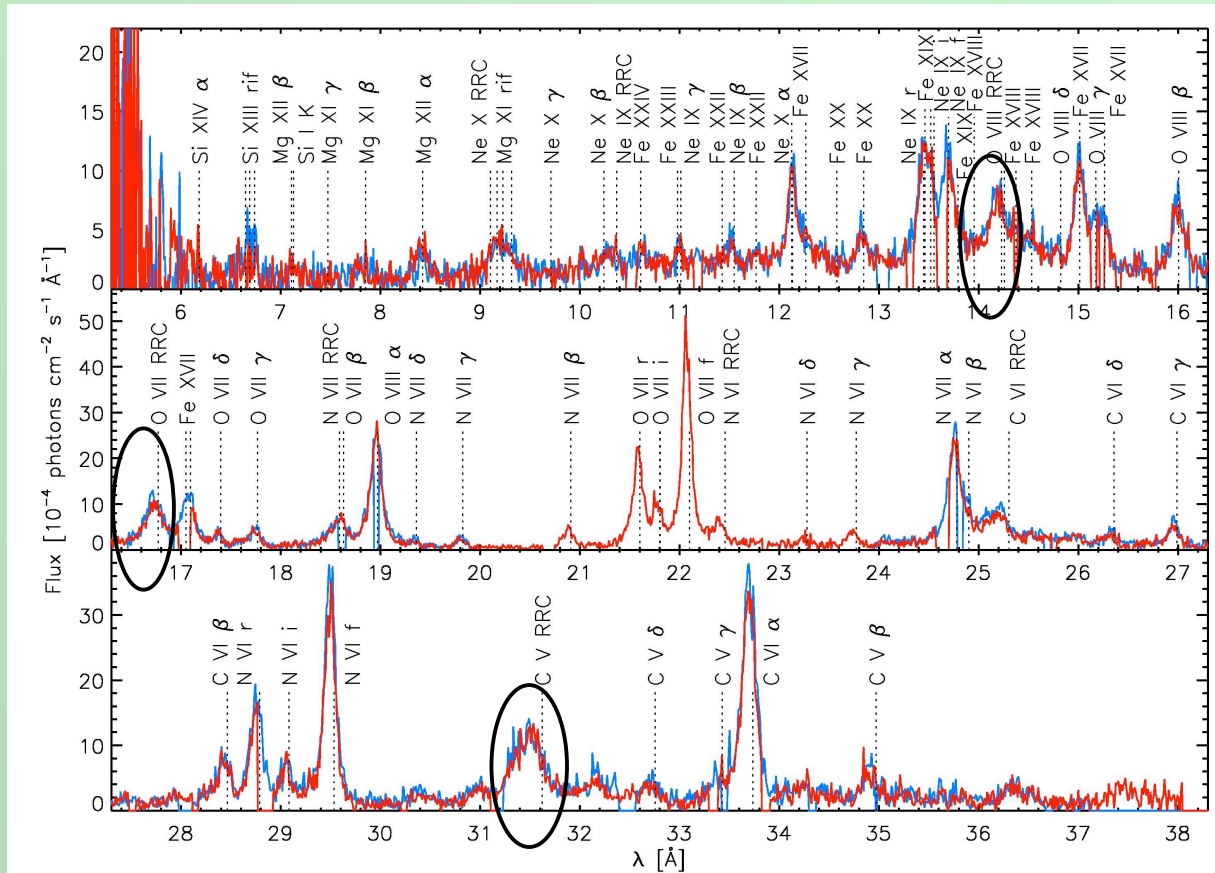 Flux [10⁻⁴ photons cm⁻² s⁻¹ Å⁻¹]
20
15
10
5
0
Si XIV α
Si XIII rif
Mg XII β
Si I K
Mg XI γ
Mg XI β
Mg XII α
Ne X RRC
Mg XI rif
Ne X γ
Ne X β
Ne IX RRC
Fe XXIV
Fe XXIII
Ne IX γ
Fe XXII
Ne IX β
Fe XXII
Ne X α
Fe XVII
Fe XX
Fe XX
Ne IX r
Fe XIX
Ne IX i
Ne IX f
Fe XIX
Fe XVIII
O VIII RRC
Fe XVIII
Fe XVIII
O VIII δ
Fe XVII
O VIII γ
Fe XVII
O VIII β
6 7 8 9 10 11 12 13 14 15 16
50
40
30
20
10
0
O VII RRC
Fe XVII
O VII δ
O VII γ
N VII RRC
O VII β
O VIII α
N VII δ
N VII γ
N VII β
O VII r
O VII i
O VII f
N VI RRC
N VI δ
N VI γ
N VII α
N VI β
C VI RRC
C VI δ
C VI γ
17 18 19 20 21 22 23 24 25 26 27
30
20
10
0
C VI β
N VI r
N VI i
N VI f
C V RRC
C V δ
C V γ
C VI α
C V β
28 29 30 31 32 33 34 35 36 37 38
λ [Å]